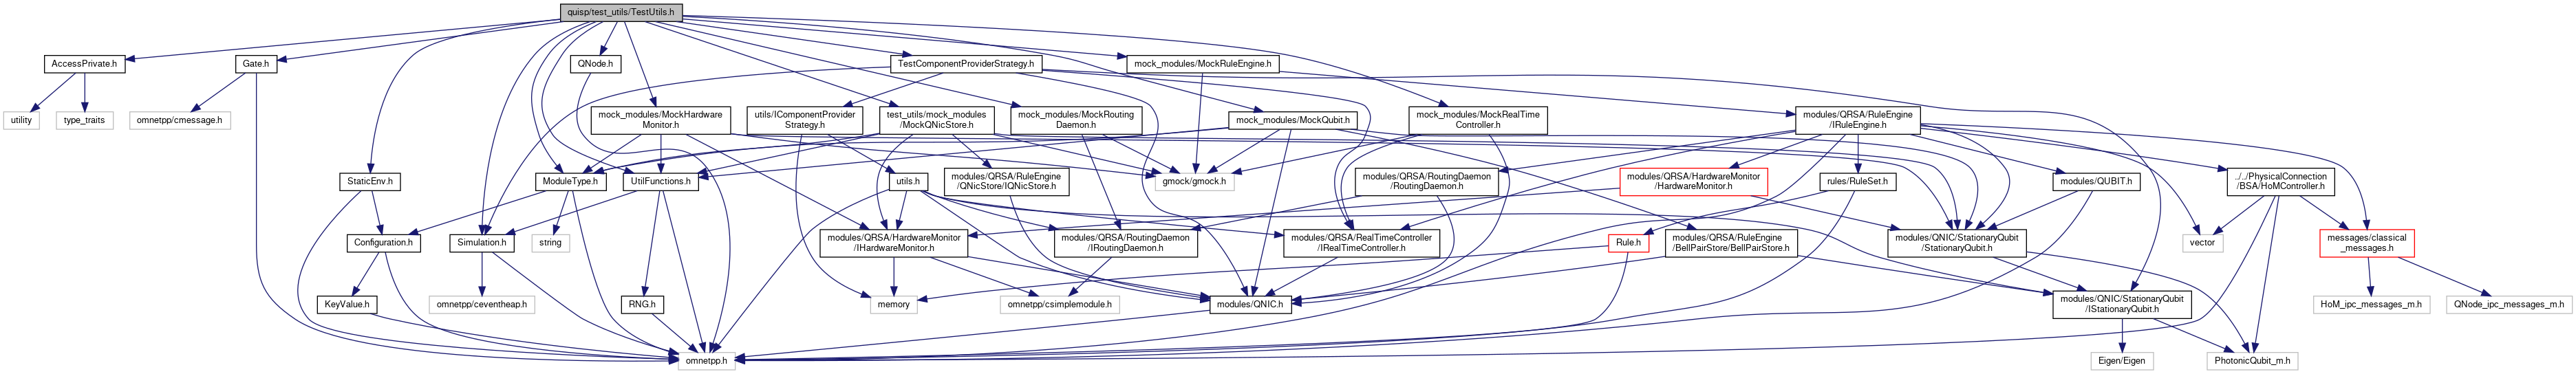 quisp/test_utils/TestUtils.h
AccessPrivate.h
Gate.h
QNode.h
TestComponentProviderStrategy.h
mock_modules/MockRuleEngine.h
utility
type_traits
omnetpp/cmessage.h
mock_modules/MockHardware
Monitor.h
utils/IComponentProvider
Strategy.h
test_utils/mock_modules
/MockQNicStore.h
mock_modules/MockRouting
Daemon.h
mock_modules/MockQubit.h
mock_modules/MockRealTime
Controller.h
modules/QRSA/RuleEngine
/IRuleEngine.h
StaticEnv.h
ModuleType.h
UtilFunctions.h
utils.h
modules/QRSA/RuleEngine
/QNicStore/IQNicStore.h
gmock/gmock.h
modules/QRSA/RoutingDaemon
/RoutingDaemon.h
modules/QRSA/HardwareMonitor
/HardwareMonitor.h
rules/RuleSet.h
modules/QUBIT.h
../../PhysicalConnection
/BSA/HoMController.h
Configuration.h
Simulation.h
string
modules/QRSA/HardwareMonitor
/IHardwareMonitor.h
modules/QRSA/RoutingDaemon
/IRoutingDaemon.h
modules/QRSA/RealTimeController
/IRealTimeController.h
Rule.h
modules/QRSA/RuleEngine
/BellPairStore/BellPairStore.h
modules/QNIC/StationaryQubit
/StationaryQubit.h
vector
messages/classical
_messages.h
KeyValue.h
omnetpp/ceventheap.h
RNG.h
memory
omnetpp/csimplemodule.h
modules/QNIC.h
modules/QNIC/StationaryQubit
/IStationaryQubit.h
HoM_ipc_messages_m.h
QNode_ipc_messages_m.h
omnetpp.h
Eigen/Eigen
PhotonicQubit_m.h